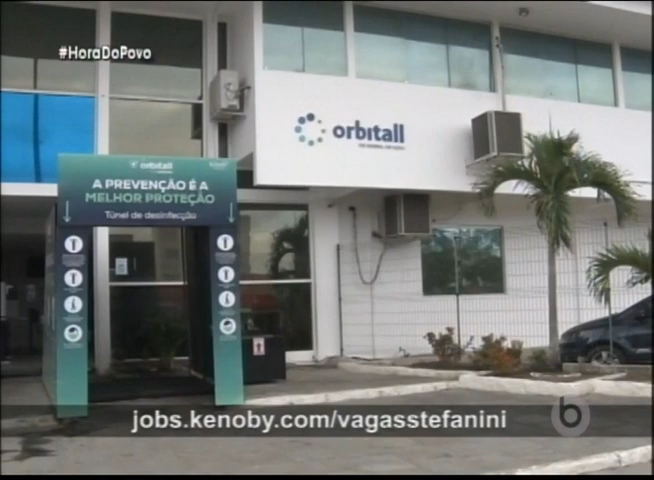 #HoraDoPovo
orbitall
orbitall
A PREVENÇÃO É A
MELHOR PROTEÇÃO
Túnel de desinfecção
jobs.kenoby.com/vagasstefanini
b